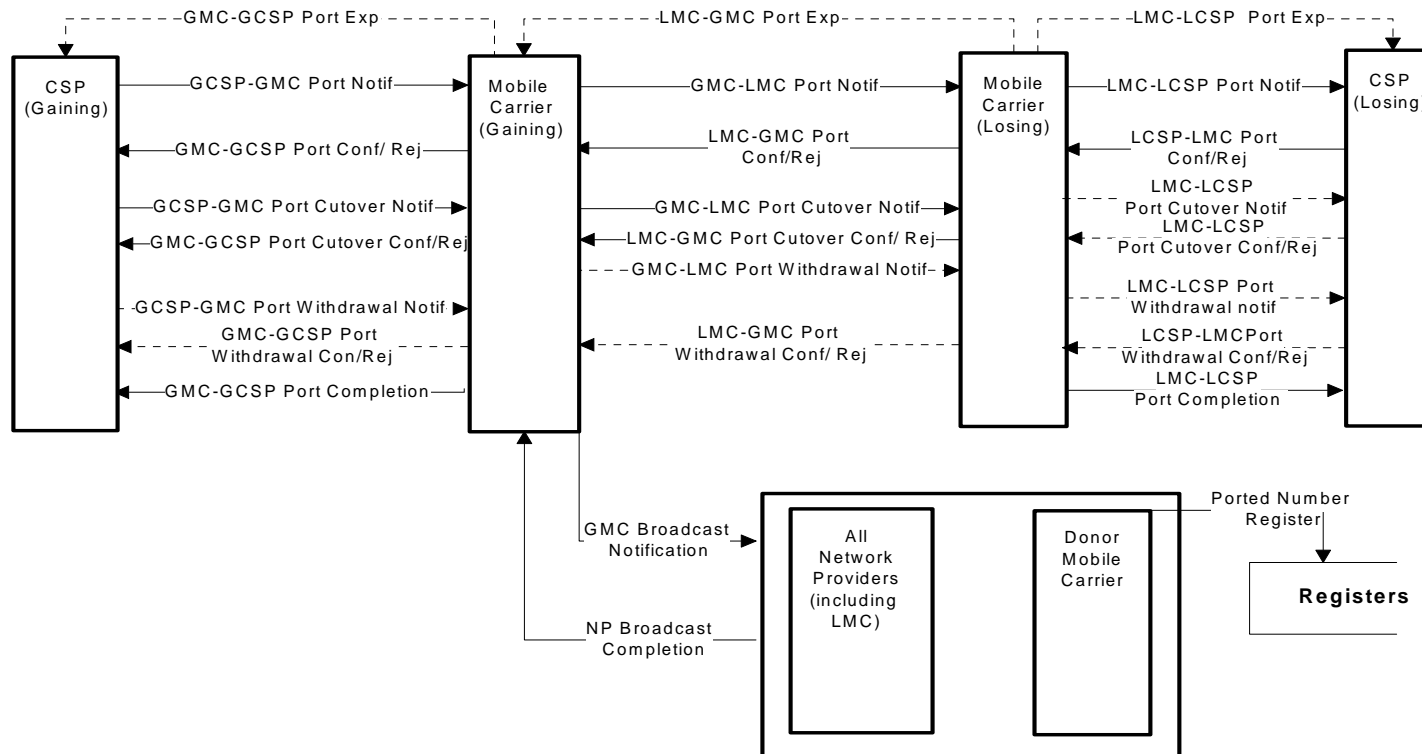 GMC-GCSP Port Exp
LMC-GMC Port Exp
LMC-LCSP Port Exp
CSP
(Gaining)
Mobile
Carrier
(Gaining)
Mobile
Carrier
(Losing)
CSP
(Losing)
GCSP-GMC Port Notif
GMC-LMC Port Notif
LMC-LCSP Port Notif
GMC-GCSP Port Conf/ Rej
LMC-GMC Port
Conf/Rej
LCSP-LMC Port
Conf/Rej
GCSP-GMC Port Cutover Notif
GMC-LMC Port Cutover Notif
LMC-LCSP
Port Cutover Notif
GMC-GCSP Port Cutover Conf/Rej
LMC-GMC Port Cutover Conf/ Rej
LMC-LCSP
Port Cutover Conf/Rej
GMC-LMC Port Withdrawal Notif
GCSP-GMC Port Withdrawal Notif
LMC-LCSP Port
Withdrawal notif
GMC-GCSP Port
Withdrawal Con/Rej
LMC-GMC Port
Withdrawal Conf/ Rej
LCSP-LMCPort
Withdrawal Conf/Rej
GMC-GCSP Port Completion
LMC-LCSP
Port Completion
GMC Broadcast
Notification
NP Broadcast
Completion
All
Network
Providers
(including
LMC)
Donor
Mobile
Carrier
Ported Number
Register
Registers